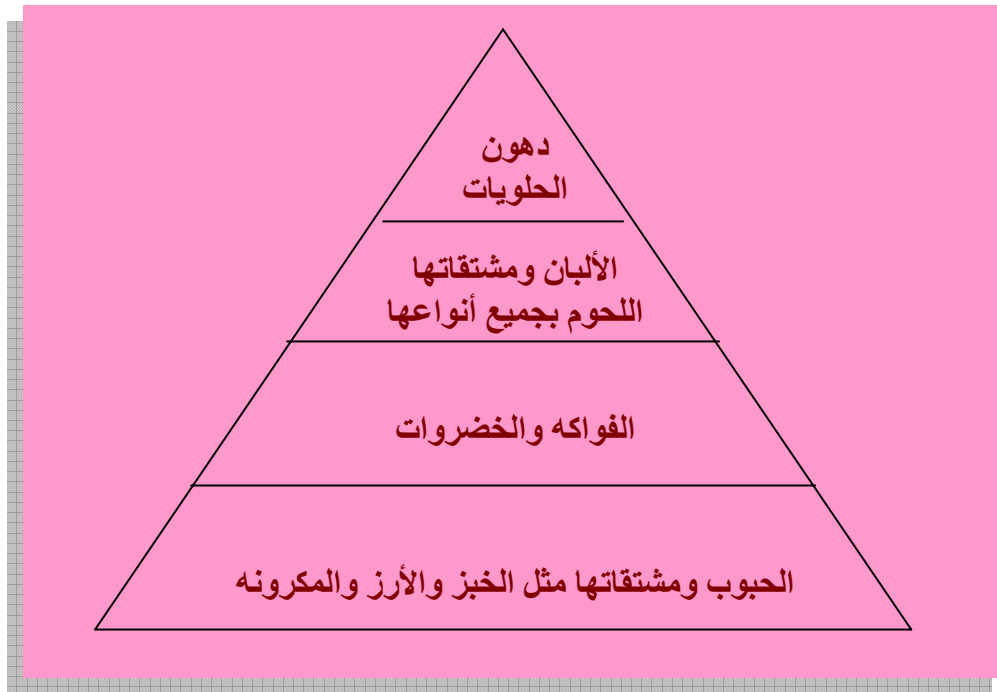 دهون
الحلويات
الألبان ومشتقاتها
اللحوم بجميع أنواعها
الفواكه والخضروات
الحبوب ومشتقاتها مثل الخبز والأرز والمكرونه